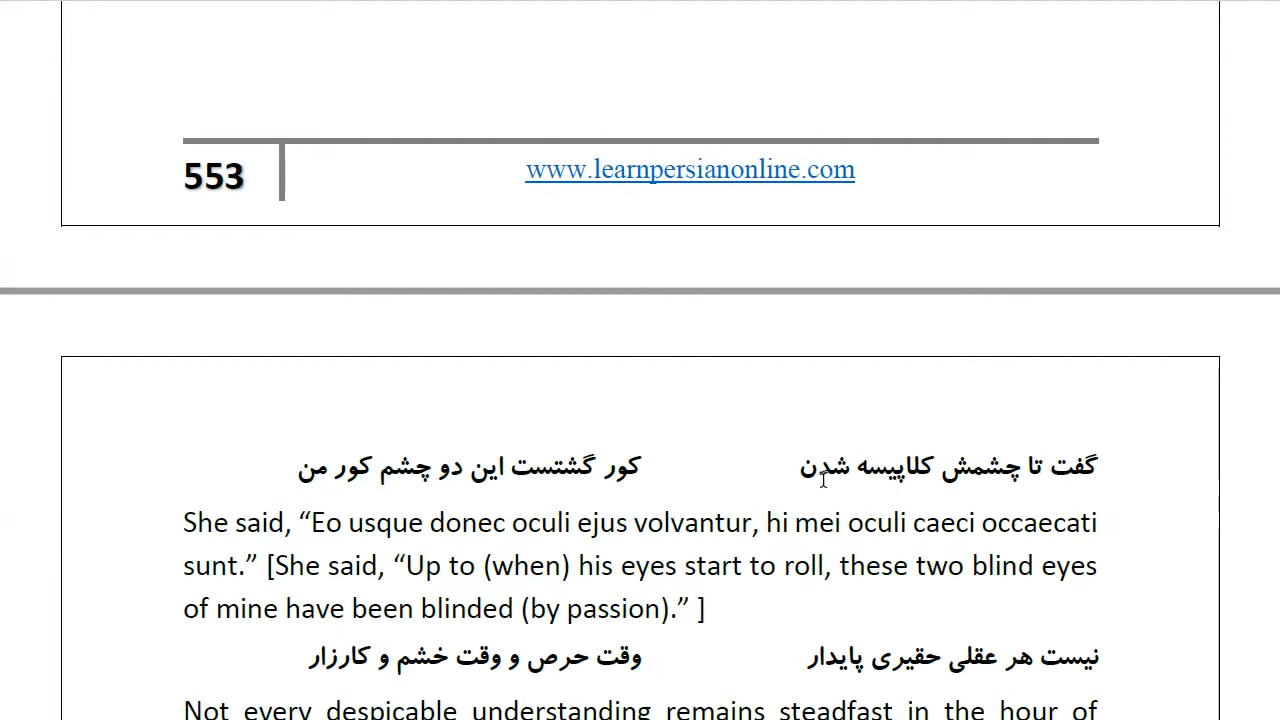 553
www.learnpersianonline.com
گفت تا چشمش کلاپیسه شدن کور گشتست این دو چشم کور من
She said, “Eo usque donec oculi ejus volvantur, hi mei oculi caeci occaecati
sunt.” [She said, “Up to (when) his eyes start to roll, these two blind eyes
of mine have been blinded (by passion).” ]
نیست هر عقلی حقیری پایدار وقت حرص و وقت خشم و کارزار
Not every despicable understanding remains steadfast in the hour of